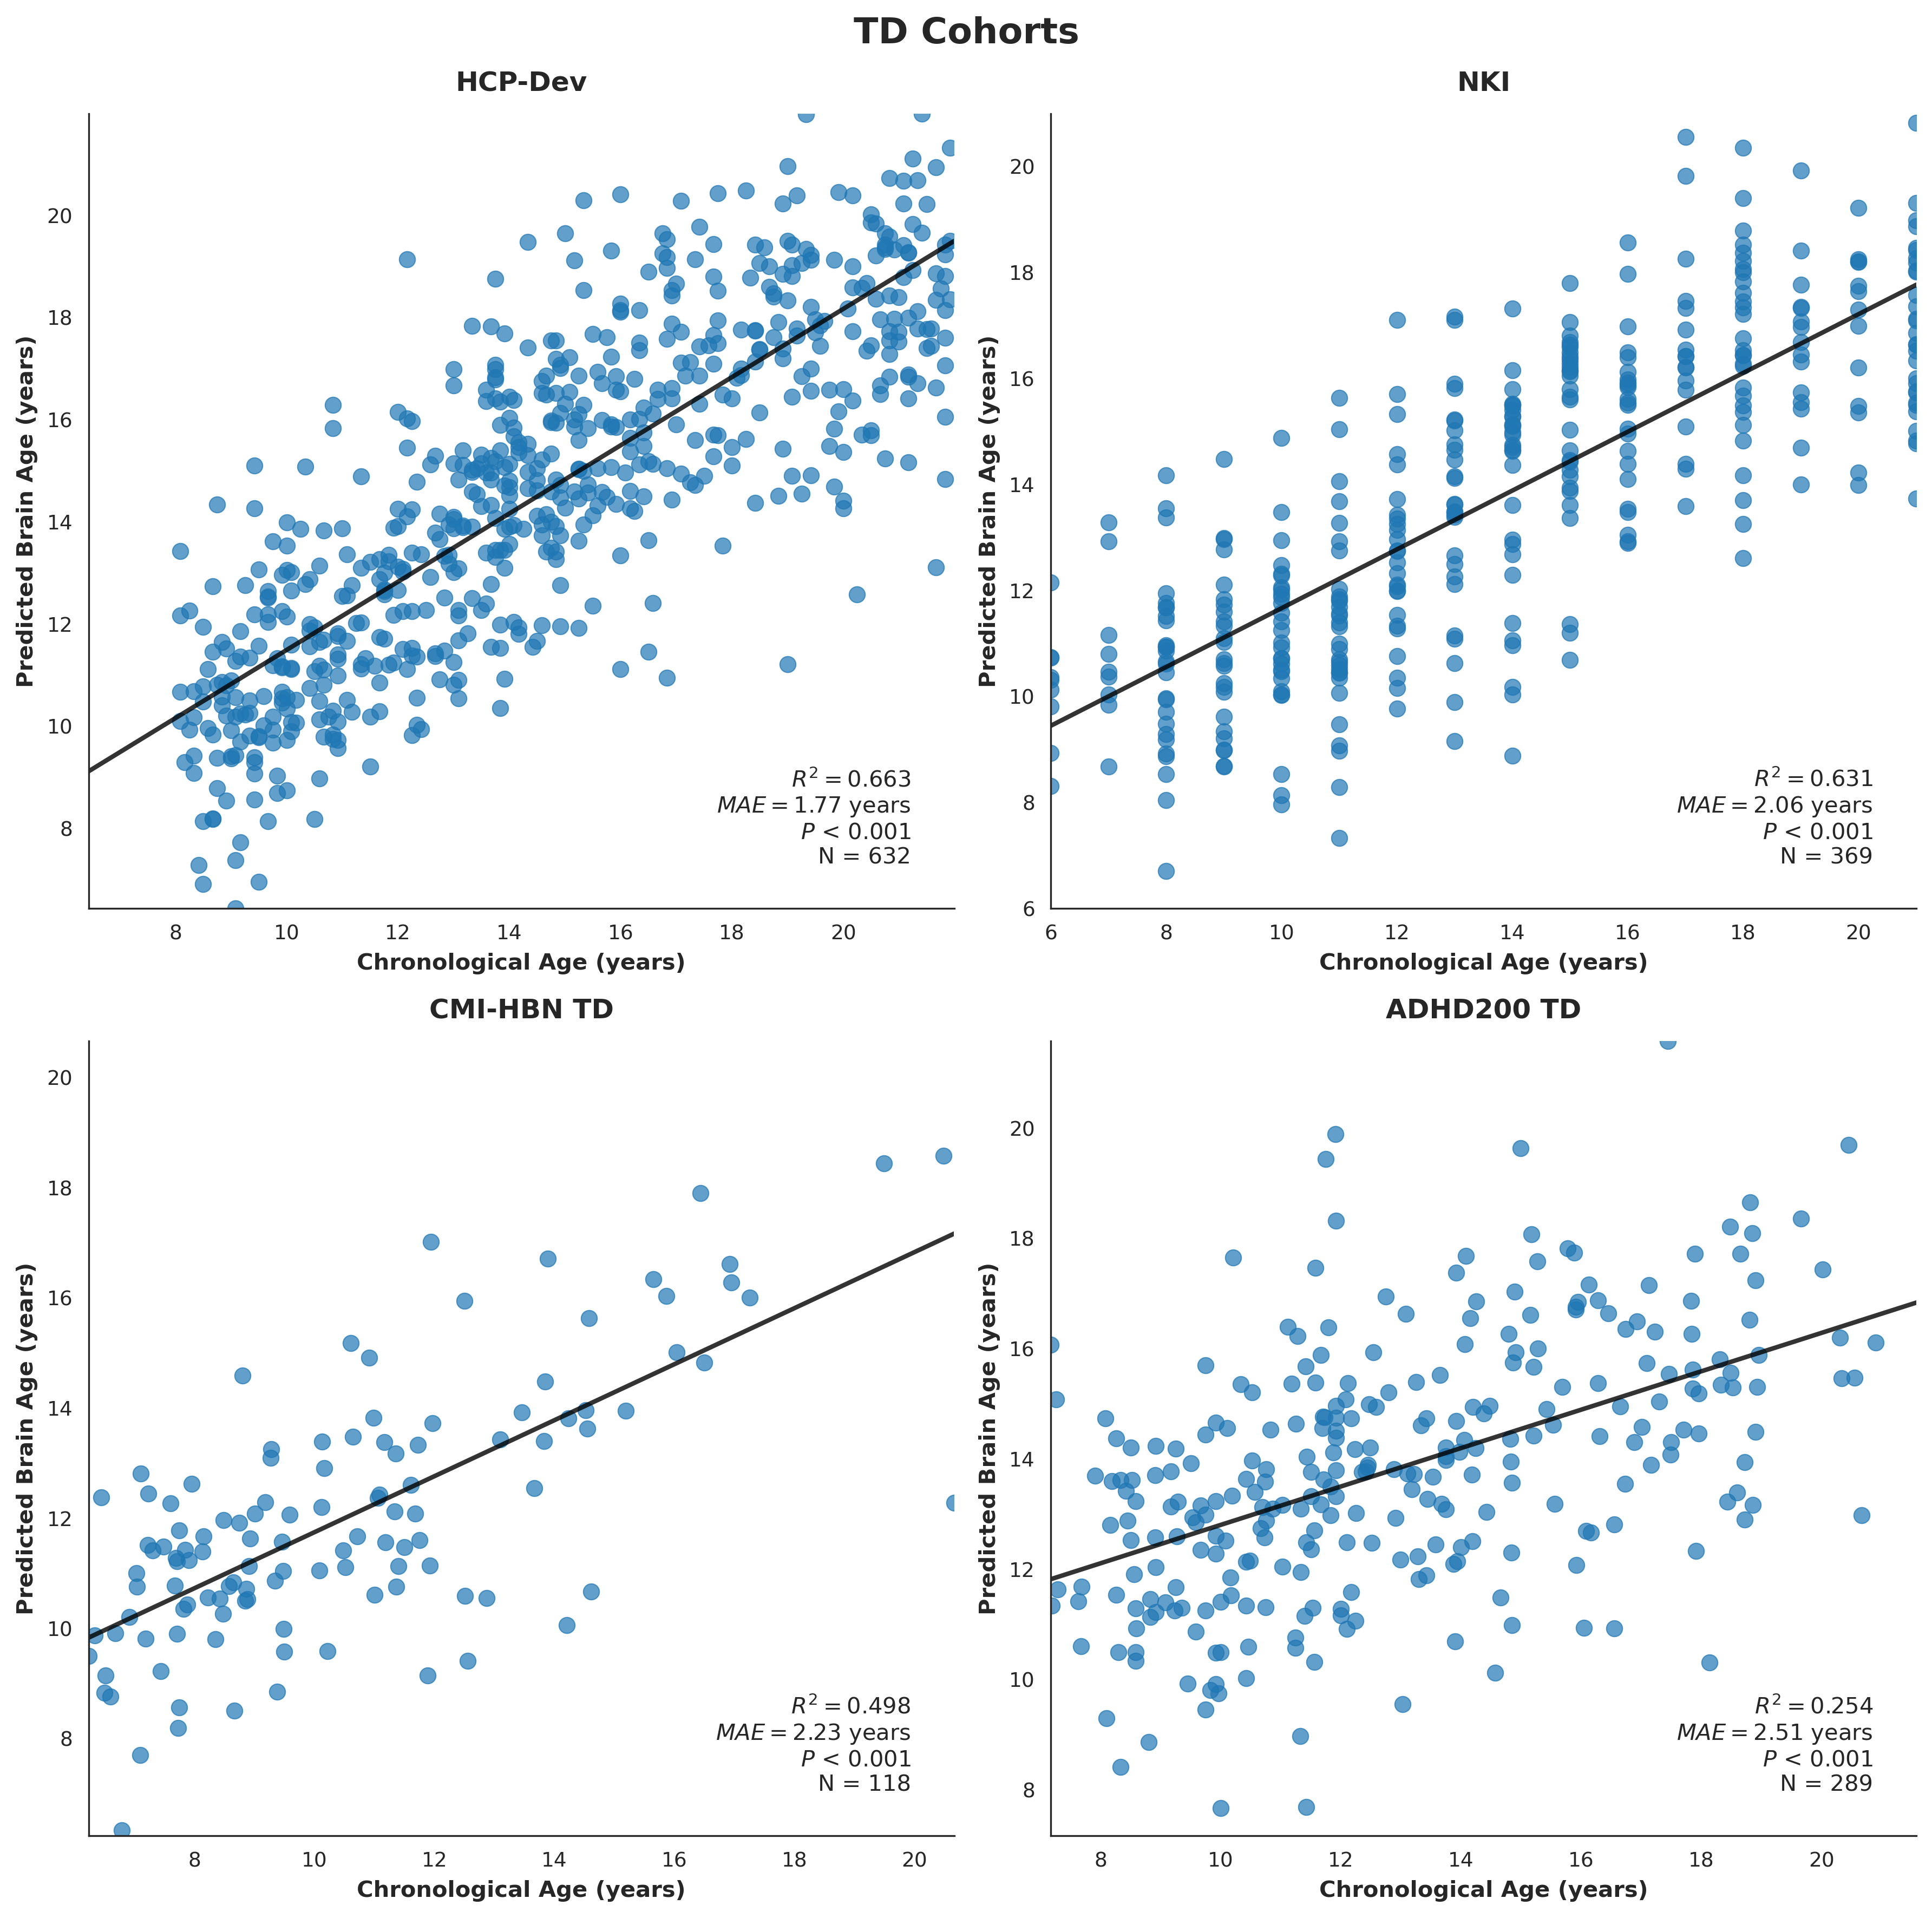 TD Cohorts
HCP-Dev
Predicted Brain Age (years)
20
18
16
14
12
10
8
R² = 0.663
MAE = 1.77 years
P < 0.001
N = 632
8 10 12 14 16 18 20
Chronological Age (years)
NKI
Predicted Brain Age (years)
20
18
16
14
12
10
8
6
R² = 0.631
MAE = 2.06 years
P < 0.001
N = 369
6 8 10 12 14 16 18 20
Chronological Age (years)
CMI-HBN TD
Predicted Brain Age (years)
20
18
16
14
12
10
8
R² = 0.498
MAE = 2.23 years
P < 0.001
N = 118
8 10 12 14 16 18 20
Chronological Age (years)
ADHD200 TD
Predicted Brain Age (years)
20
18
16
14
12
10
8
R² = 0.254
MAE = 2.51 years
P < 0.001
N = 289
8 10 12 14 16 18 20
Chronological Age (years)